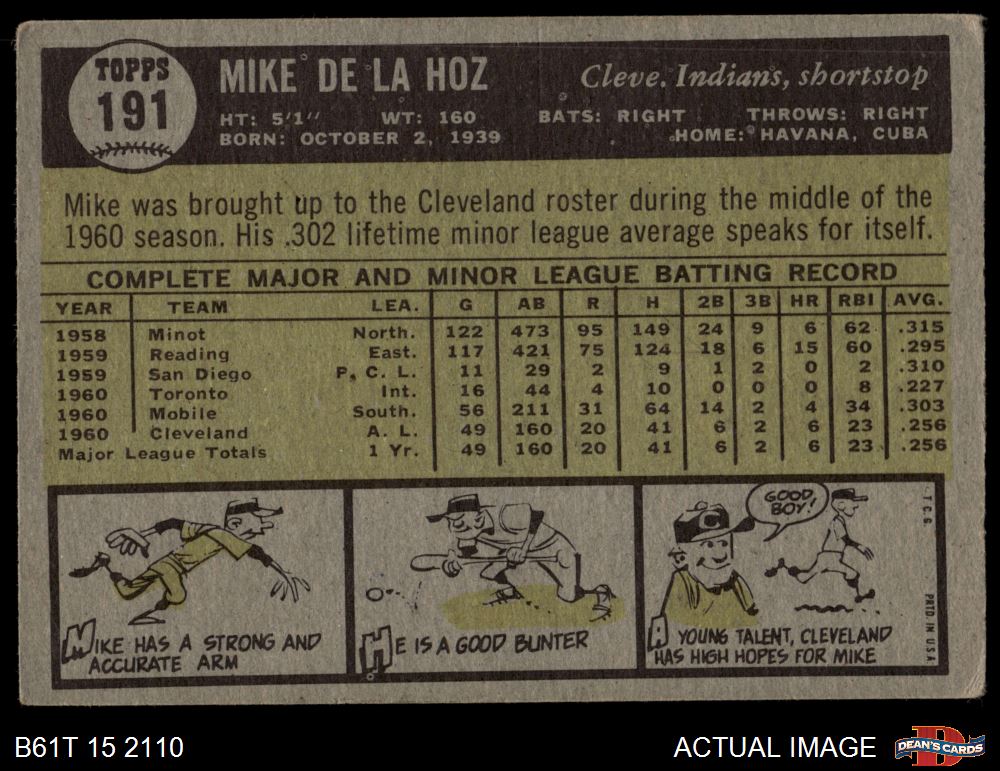 TOPPS
191
MIKE DE LA HOZ
Cleve. Indians, shortstop
HT: 5'1" WT: 160 BATS: RIGHT THROWS: RIGHT
BORN: OCTOBER 2, 1939 HOME: HAVANA, CUBA
Mike was brought up to the Cleveland roster during the middle of the
1960 season. His .302 lifetime minor league average speaks for itself.
COMPLETE MAJOR AND MINOR LEAGUE BATTING RECORD
YEAR TEAM LEA. G AB R H 2B 3B HR RBI AVG.
1958 Minot North. 122 473 95 149 24 9 6 62 .315
1959 Reading East. 117 421 75 124 18 6 15 60 .295
1959 San Diego P. C. L. 11 29 2 9 1 2 0 2 .310
1960 Toronto Int. 16 44 4 10 0 0 0 8 .227
1960 Mobile South. 56 211 31 64 14 2 4 34 .303
1960 Cleveland A. L. 49 160 20 41 6 2 6 23 .256
Major League Totals 1 Yr. 49 160 20 41 6 2 6 23 .256
MIKE HAS A STRONG AND
ACCURATE ARM
HE IS A GOOD BUNTER
C
GOOD
BOY!
A YOUNG TALENT, CLEVELAND
HAS HIGH HOPES FOR MIKE
T.C.G.
PRTD IN U.S.A.
B61T 15 2110
ACTUAL IMAGE
D
DEAN'S CARDS